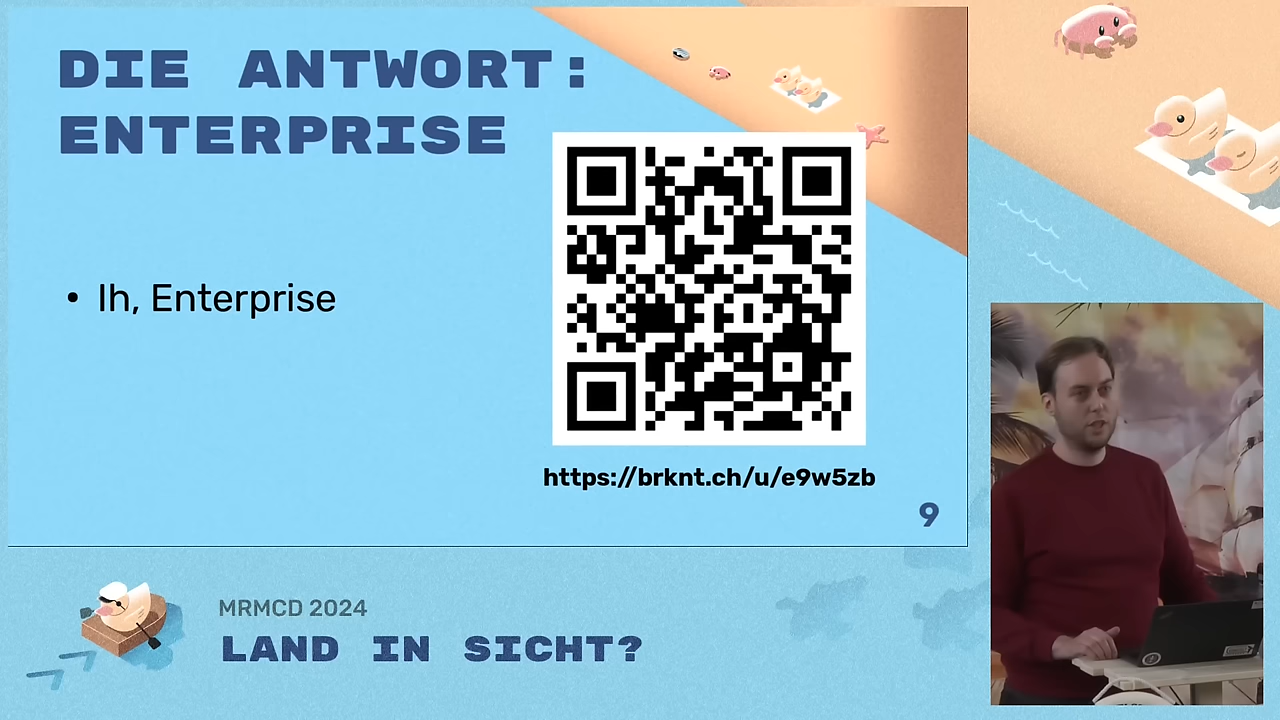 DIE ANTWORT:
ENTERPRISE
• Ih, Enterprise
https://brknt.ch/u/e9w5zb
9
MRMCD 2024
LAND IN SICHT?